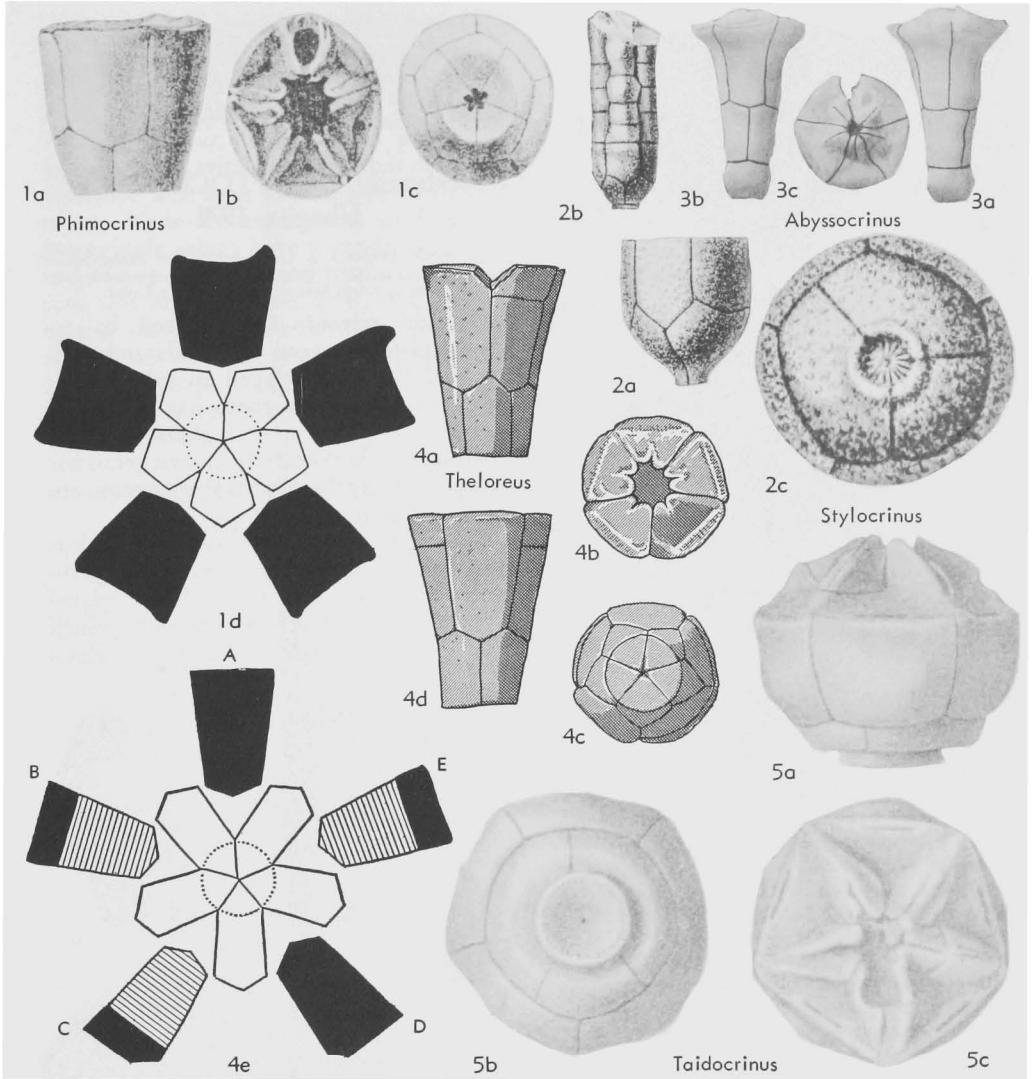 1a
1b
1c
2b
3b
3c
3a
Phimocrinus
Abyssocrinus
2a
4a
Theloreus
2c
4b
Stylocrinus
1d
A
4d
4c
B
E
5a
C
D
4e
5b
Taidocrinus
5c